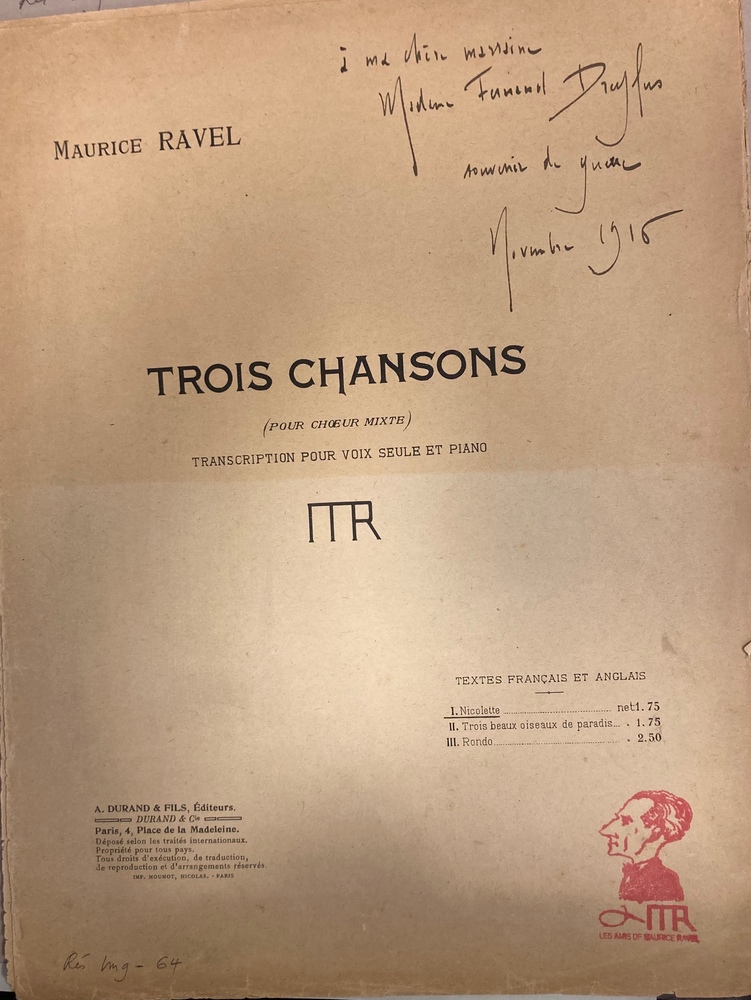 à ma chère marraine
Madame Fernand Dreyfus
souvenir de guerre
Novembre 1916
MAURICE RAVEL
TROIS CHANSONS
(POUR CHŒUR MIXTE)
TRANSCRIPTION POUR VOIX SEULE ET PIANO
MR
TEXTES FRANÇAIS ET ANGLAIS
I. Nicolette ........ net 1. 75
II. Trois beaux oiseaux de paradis... . 1. 75
III. Rondo ........ . 2.50
A. DURAND & FILS, Éditeurs.
DURAND & Cie
Paris, 4, Place de la Madeleine.
Déposé selon les traités internationaux.
Propriété pour tous pays.
Tous droits d'exécution, de traduction,
de reproduction et d'arrangements réservés.
IMP. MOUNOT, NICOLAS. - PARIS
MR
LES AMIS DE MAURICE RAVEL
Rés Vmg - 64